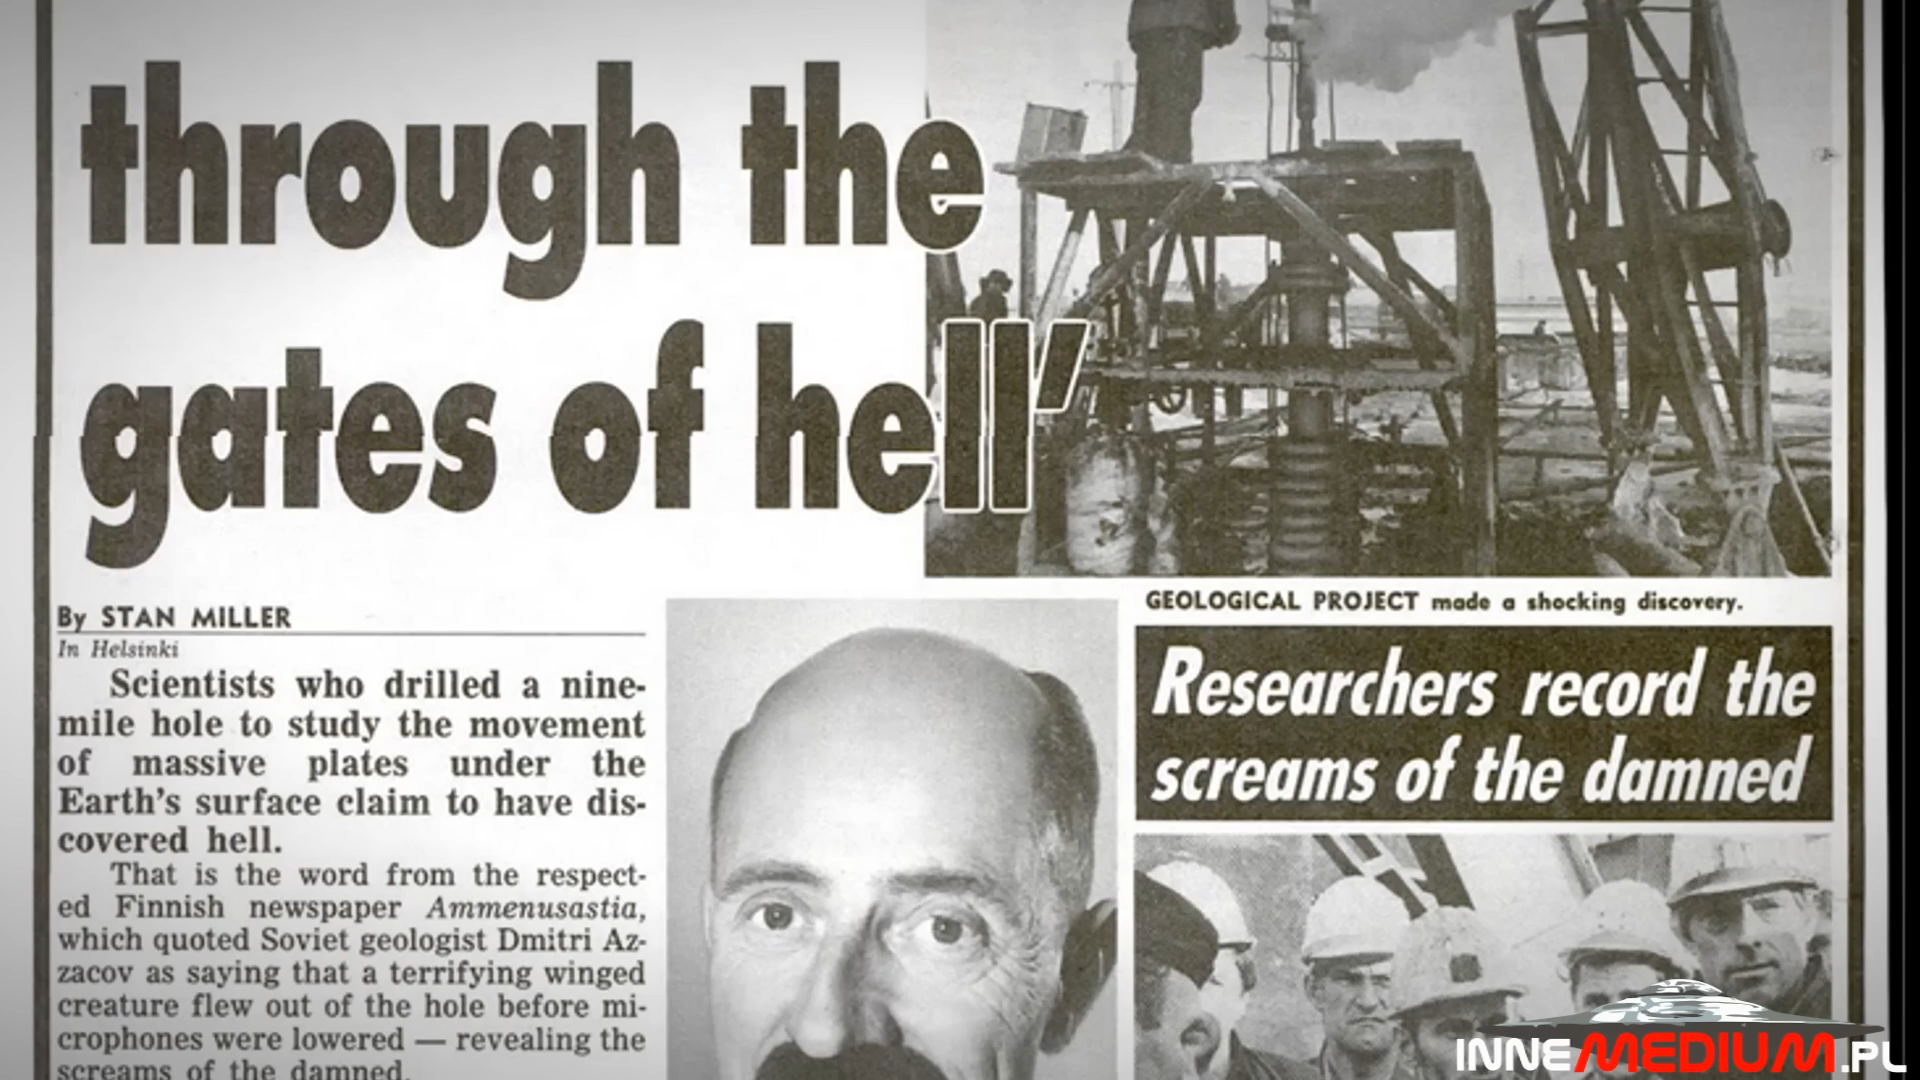 through the
gates of hell'
By STAN MILLER
In Helsinki
Scientists who drilled a nine-
mile hole to study the movement
of massive plates under the
Earth's surface claim to have dis-
covered hell.
That is the word from the respect-
ed Finnish newspaper Ammenusastia,
which quoted Soviet geologist Dmitri Az-
zacov as saying that a terrifying winged
creature flew out of the hole before mi-
crophones were lowered — revealing the
screams of the damned.
GEOLOGICAL PROJECT made a shocking discovery.
Researchers record the
screams of the damned
INNEMEDIUM.PL